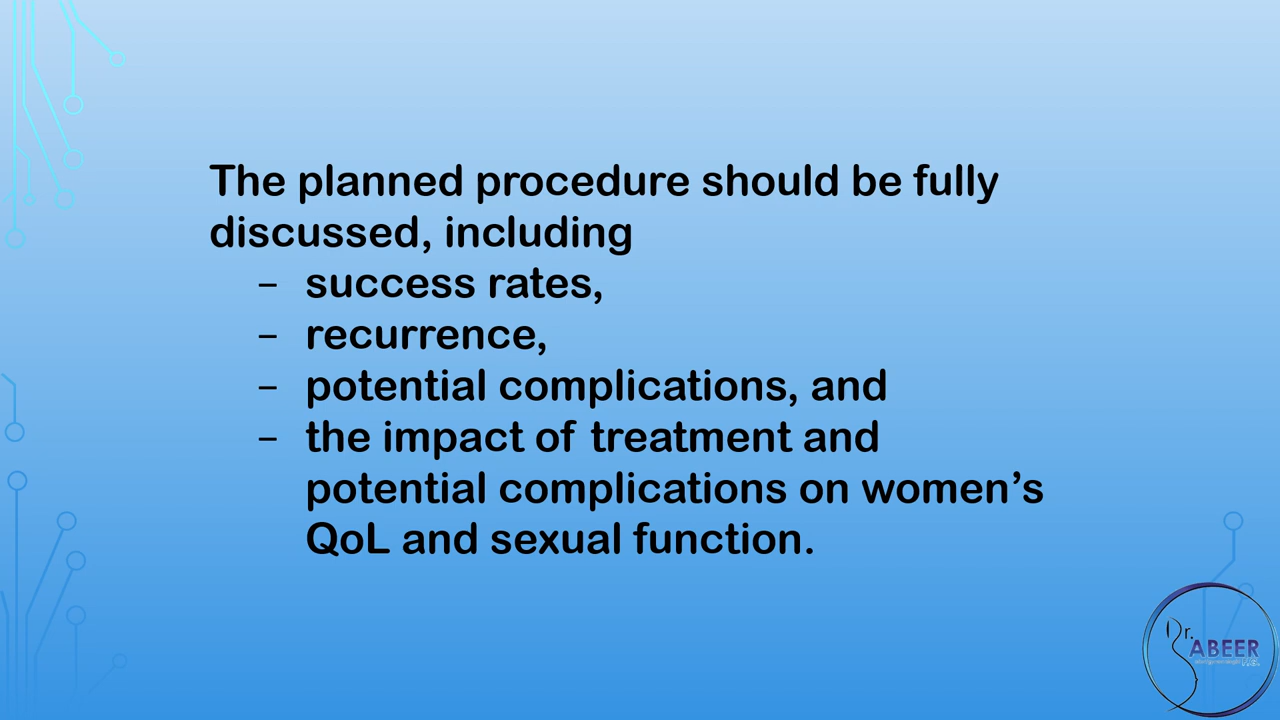 The planned procedure should be fully
discussed, including
– success rates,
– recurrence,
– potential complications, and
– the impact of treatment and
potential complications on women’s
QoL and sexual function.
Dr.
ABEER